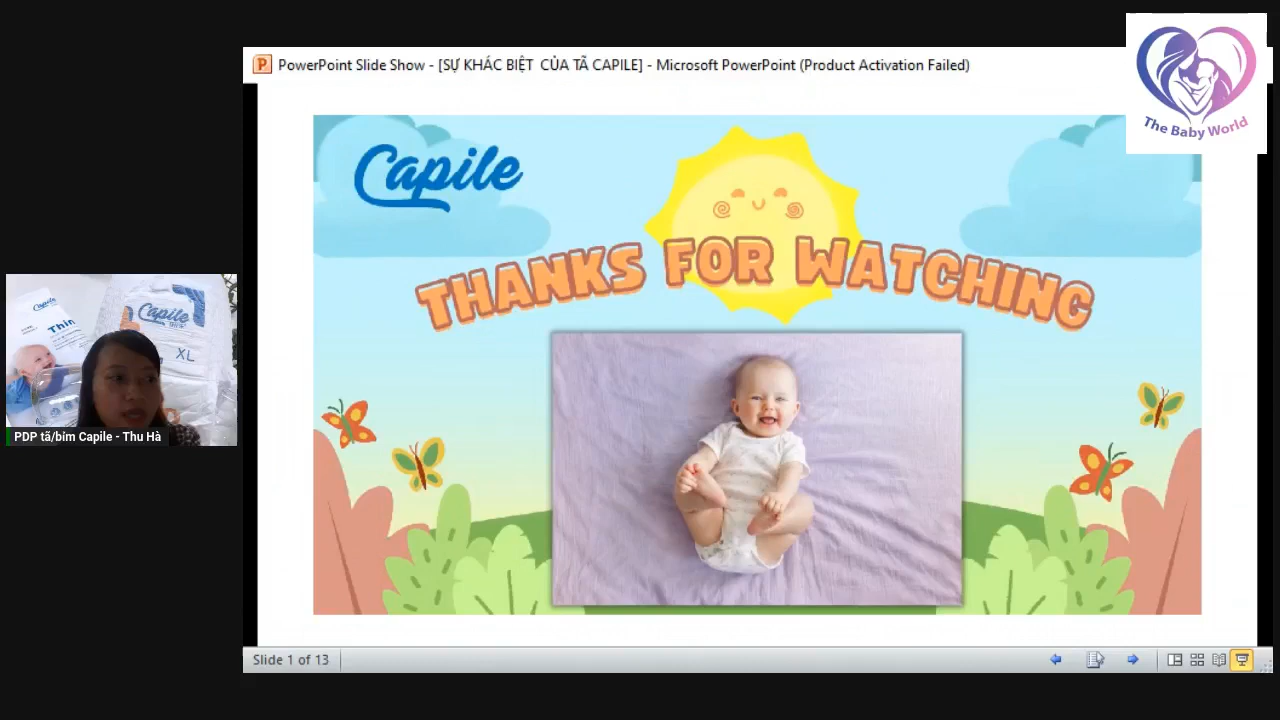 PowerPoint Slide Show - [SỰ KHÁC BIỆT  CỦA TÃ CAPILE] - Microsoft PowerPoint (Product Activation Failed)
The Baby World
Capile
THANKS FOR WATCHING
Capile
Thin
Capile
XL
PDP tã/bỉm Capile - Thu Hà
Slide 1 of 13